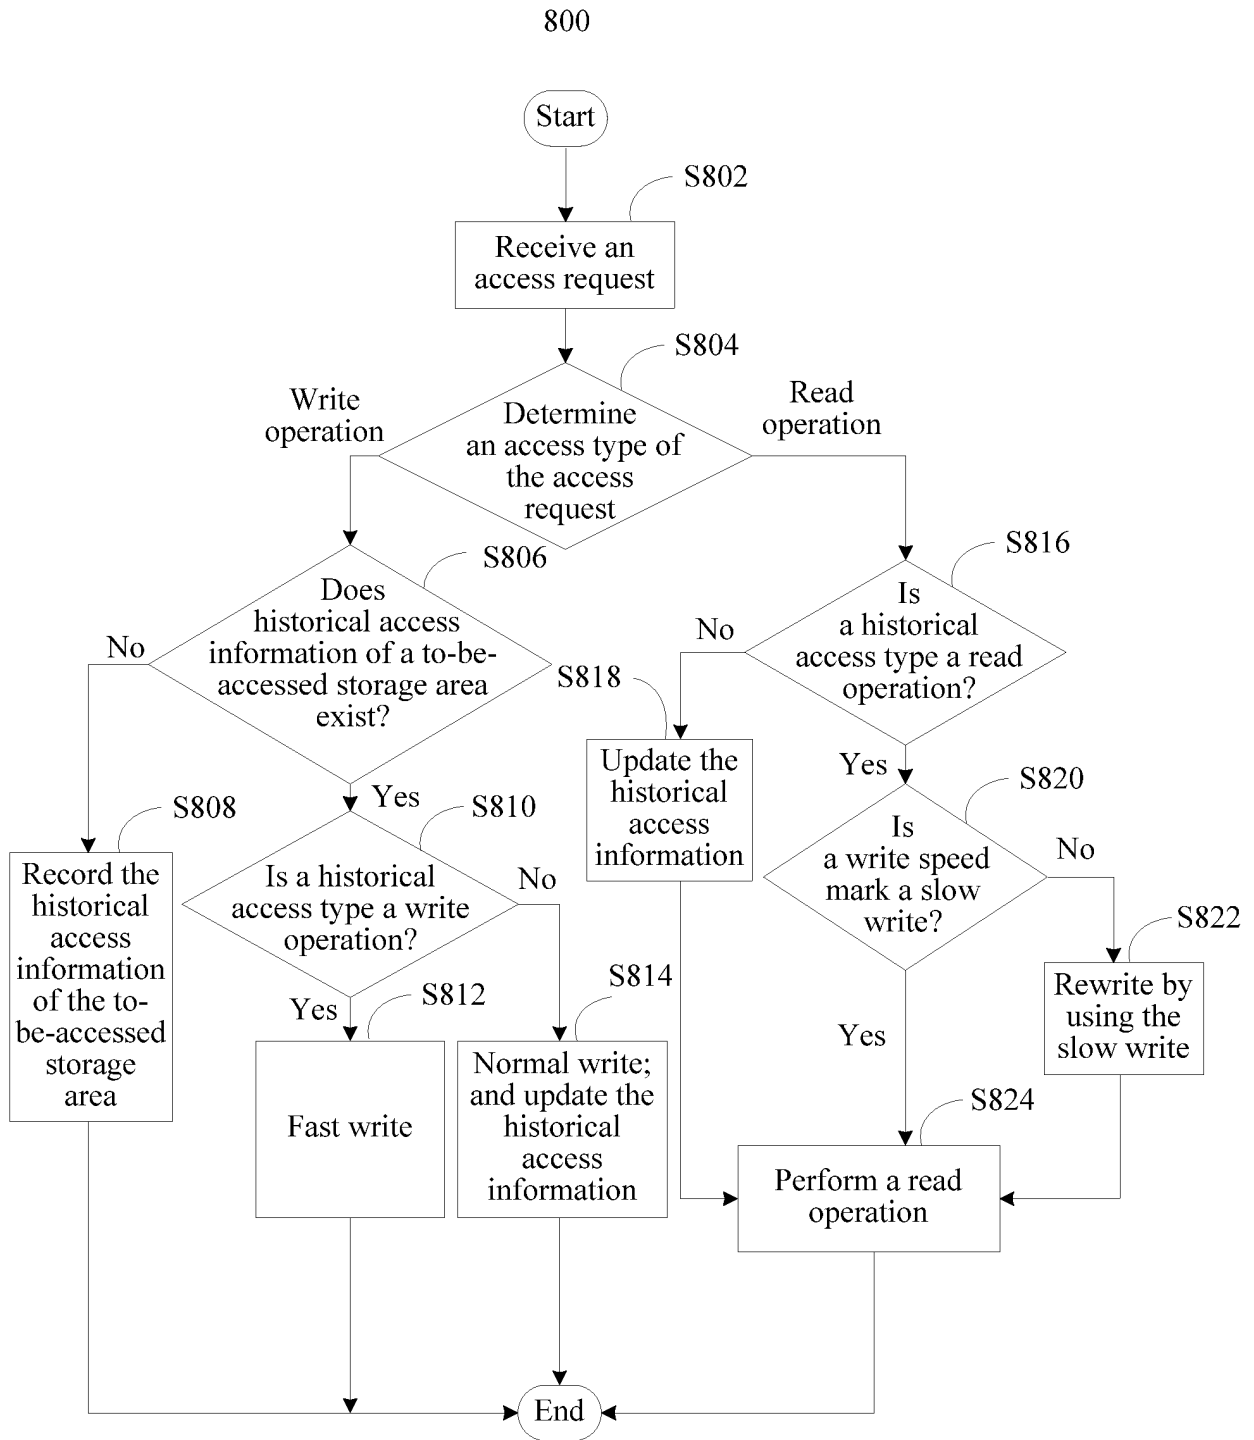 800
Start
S802
Receive an
access request
S804
Write
operation
Determine
an access type of
the access
request
Read
operation
S806
Does
historical access
information of a to-be-
accessed storage area
exist?
No
Yes
S816
Is
a historical
access type a read
operation?
No
Yes
S818
Update the
historical
access
information
S808
Record the
historical
access
information
of the to-
be-accessed
storage
area
S810
Is a historical
access type a write
operation?
No
Yes
S820
Is
a write speed
mark a slow
write?
No
Yes
S822
Rewrite by
using the
slow write
S812
Fast write
S814
Normal write;
and update the
historical
access
information
S824
Perform a read
operation
End